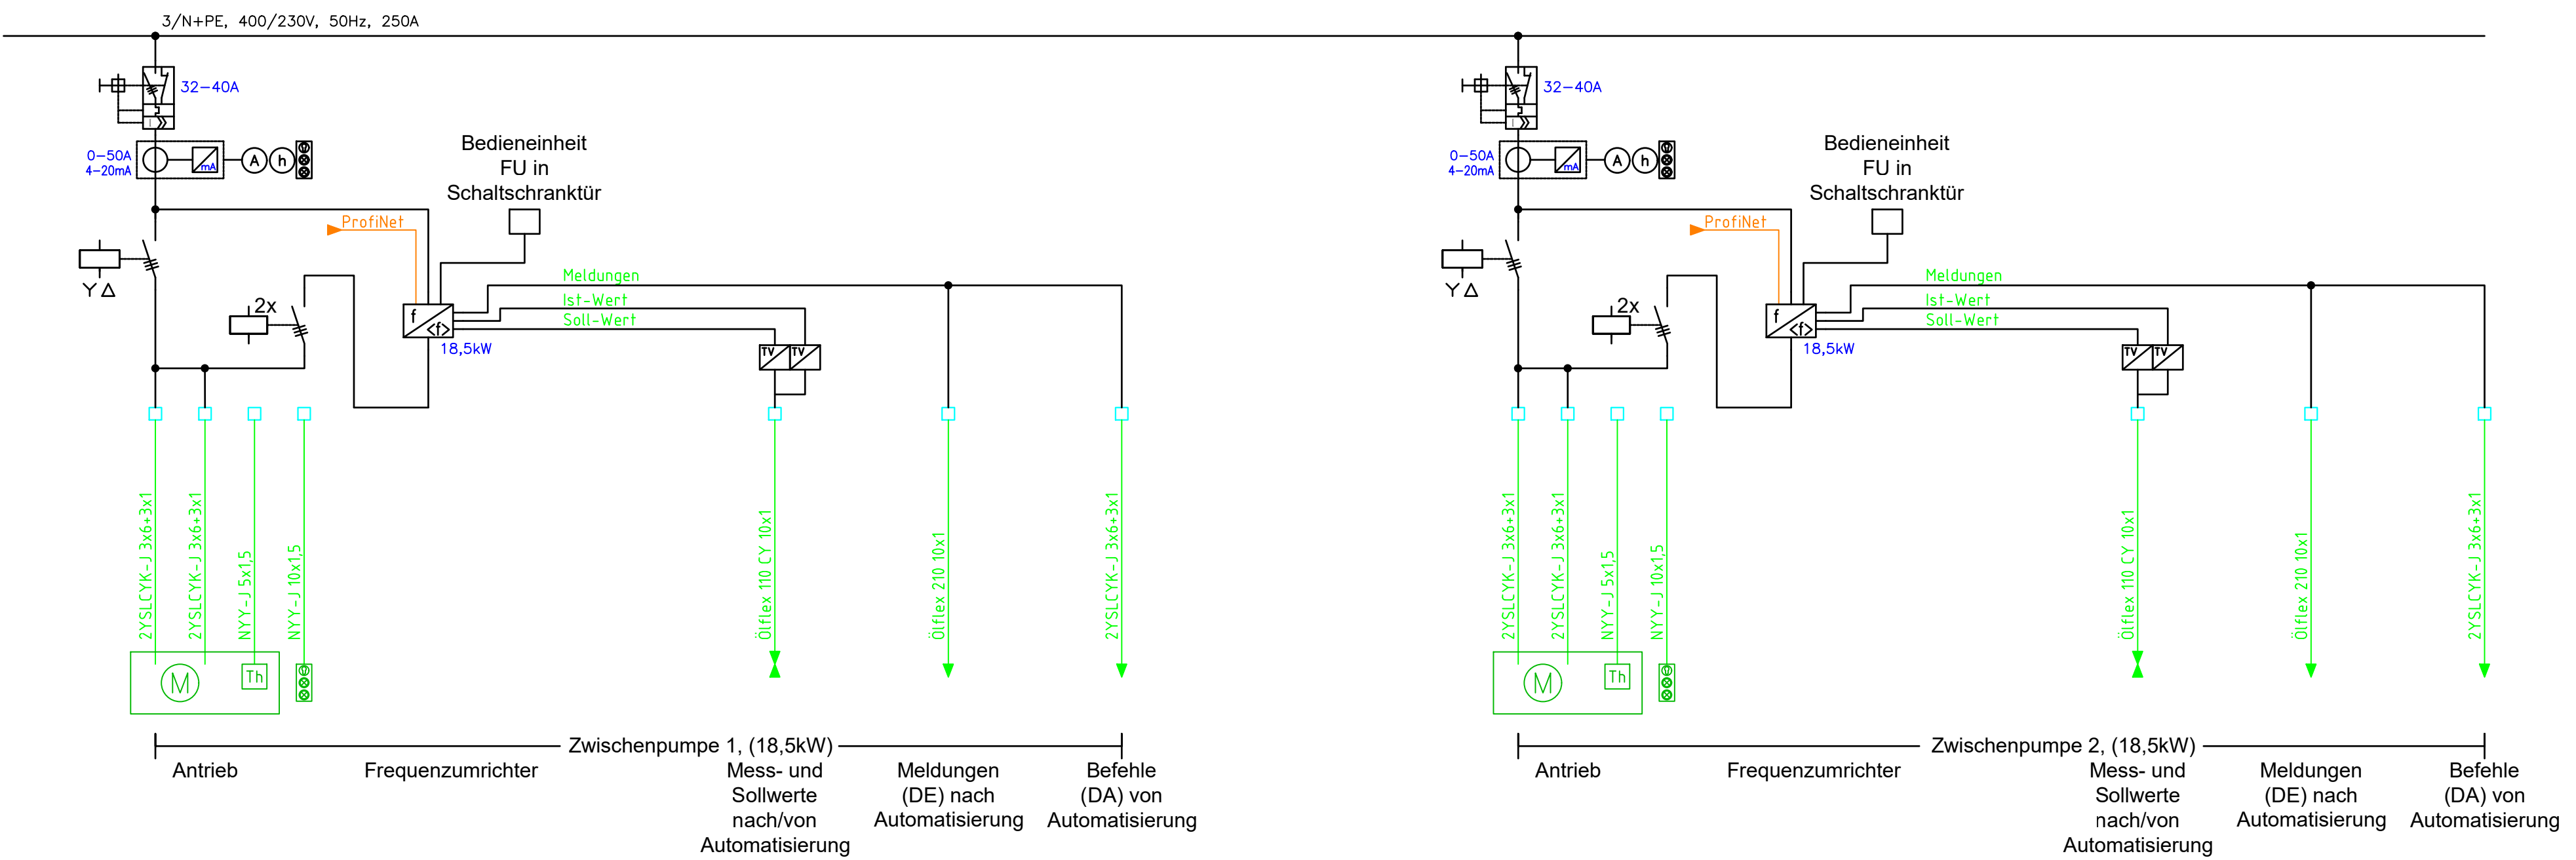 3/N+PE, 400/230V, 50Hz, 250A
32-40A
0-50A
4-20mA
mA
A
h
Bedieneinheit
FU in
Schaltschranktür
ProfiNet
Y Δ
2x
f
<f>
18,5kW
Meldungen
Ist-Wert
Soll-Wert
TV
TV
2YSLCYK-J 3x6+3x1
2YSLCYK-J 3x6+3x1
NYY-J 5x1,5
NYY-J 10x1,5
Ölflex 110 CY 10x1
Ölflex 210 10x1
2YSLCYK-J 3x6+3x1
M
Th
Zwischenpumpe 1, (18,5kW)
Antrieb
Frequenzumrichter
Mess- und
Sollwerte
nach/von
Automatisierung
Meldungen
(DE) nach
Automatisierung
Befehle
(DA) von
Automatisierung
32-40A
0-50A
4-20mA
mA
A
h
Bedieneinheit
FU in
Schaltschranktür
ProfiNet
Y Δ
2x
f
<f>
18,5kW
Meldungen
Ist-Wert
Soll-Wert
TV
TV
2YSLCYK-J 3x6+3x1
2YSLCYK-J 3x6+3x1
NYY-J 5x1,5
NYY-J 10x1,5
Ölflex 110 CY 10x1
Ölflex 210 10x1
2YSLCYK-J 3x6+3x1
M
Th
Zwischenpumpe 2, (18,5kW)
Antrieb
Frequenzumrichter
Mess- und
Sollwerte
nach/von
Automatisierung
Meldungen
(DE) nach
Automatisierung
Befehle
(DA) von
Automatisierung